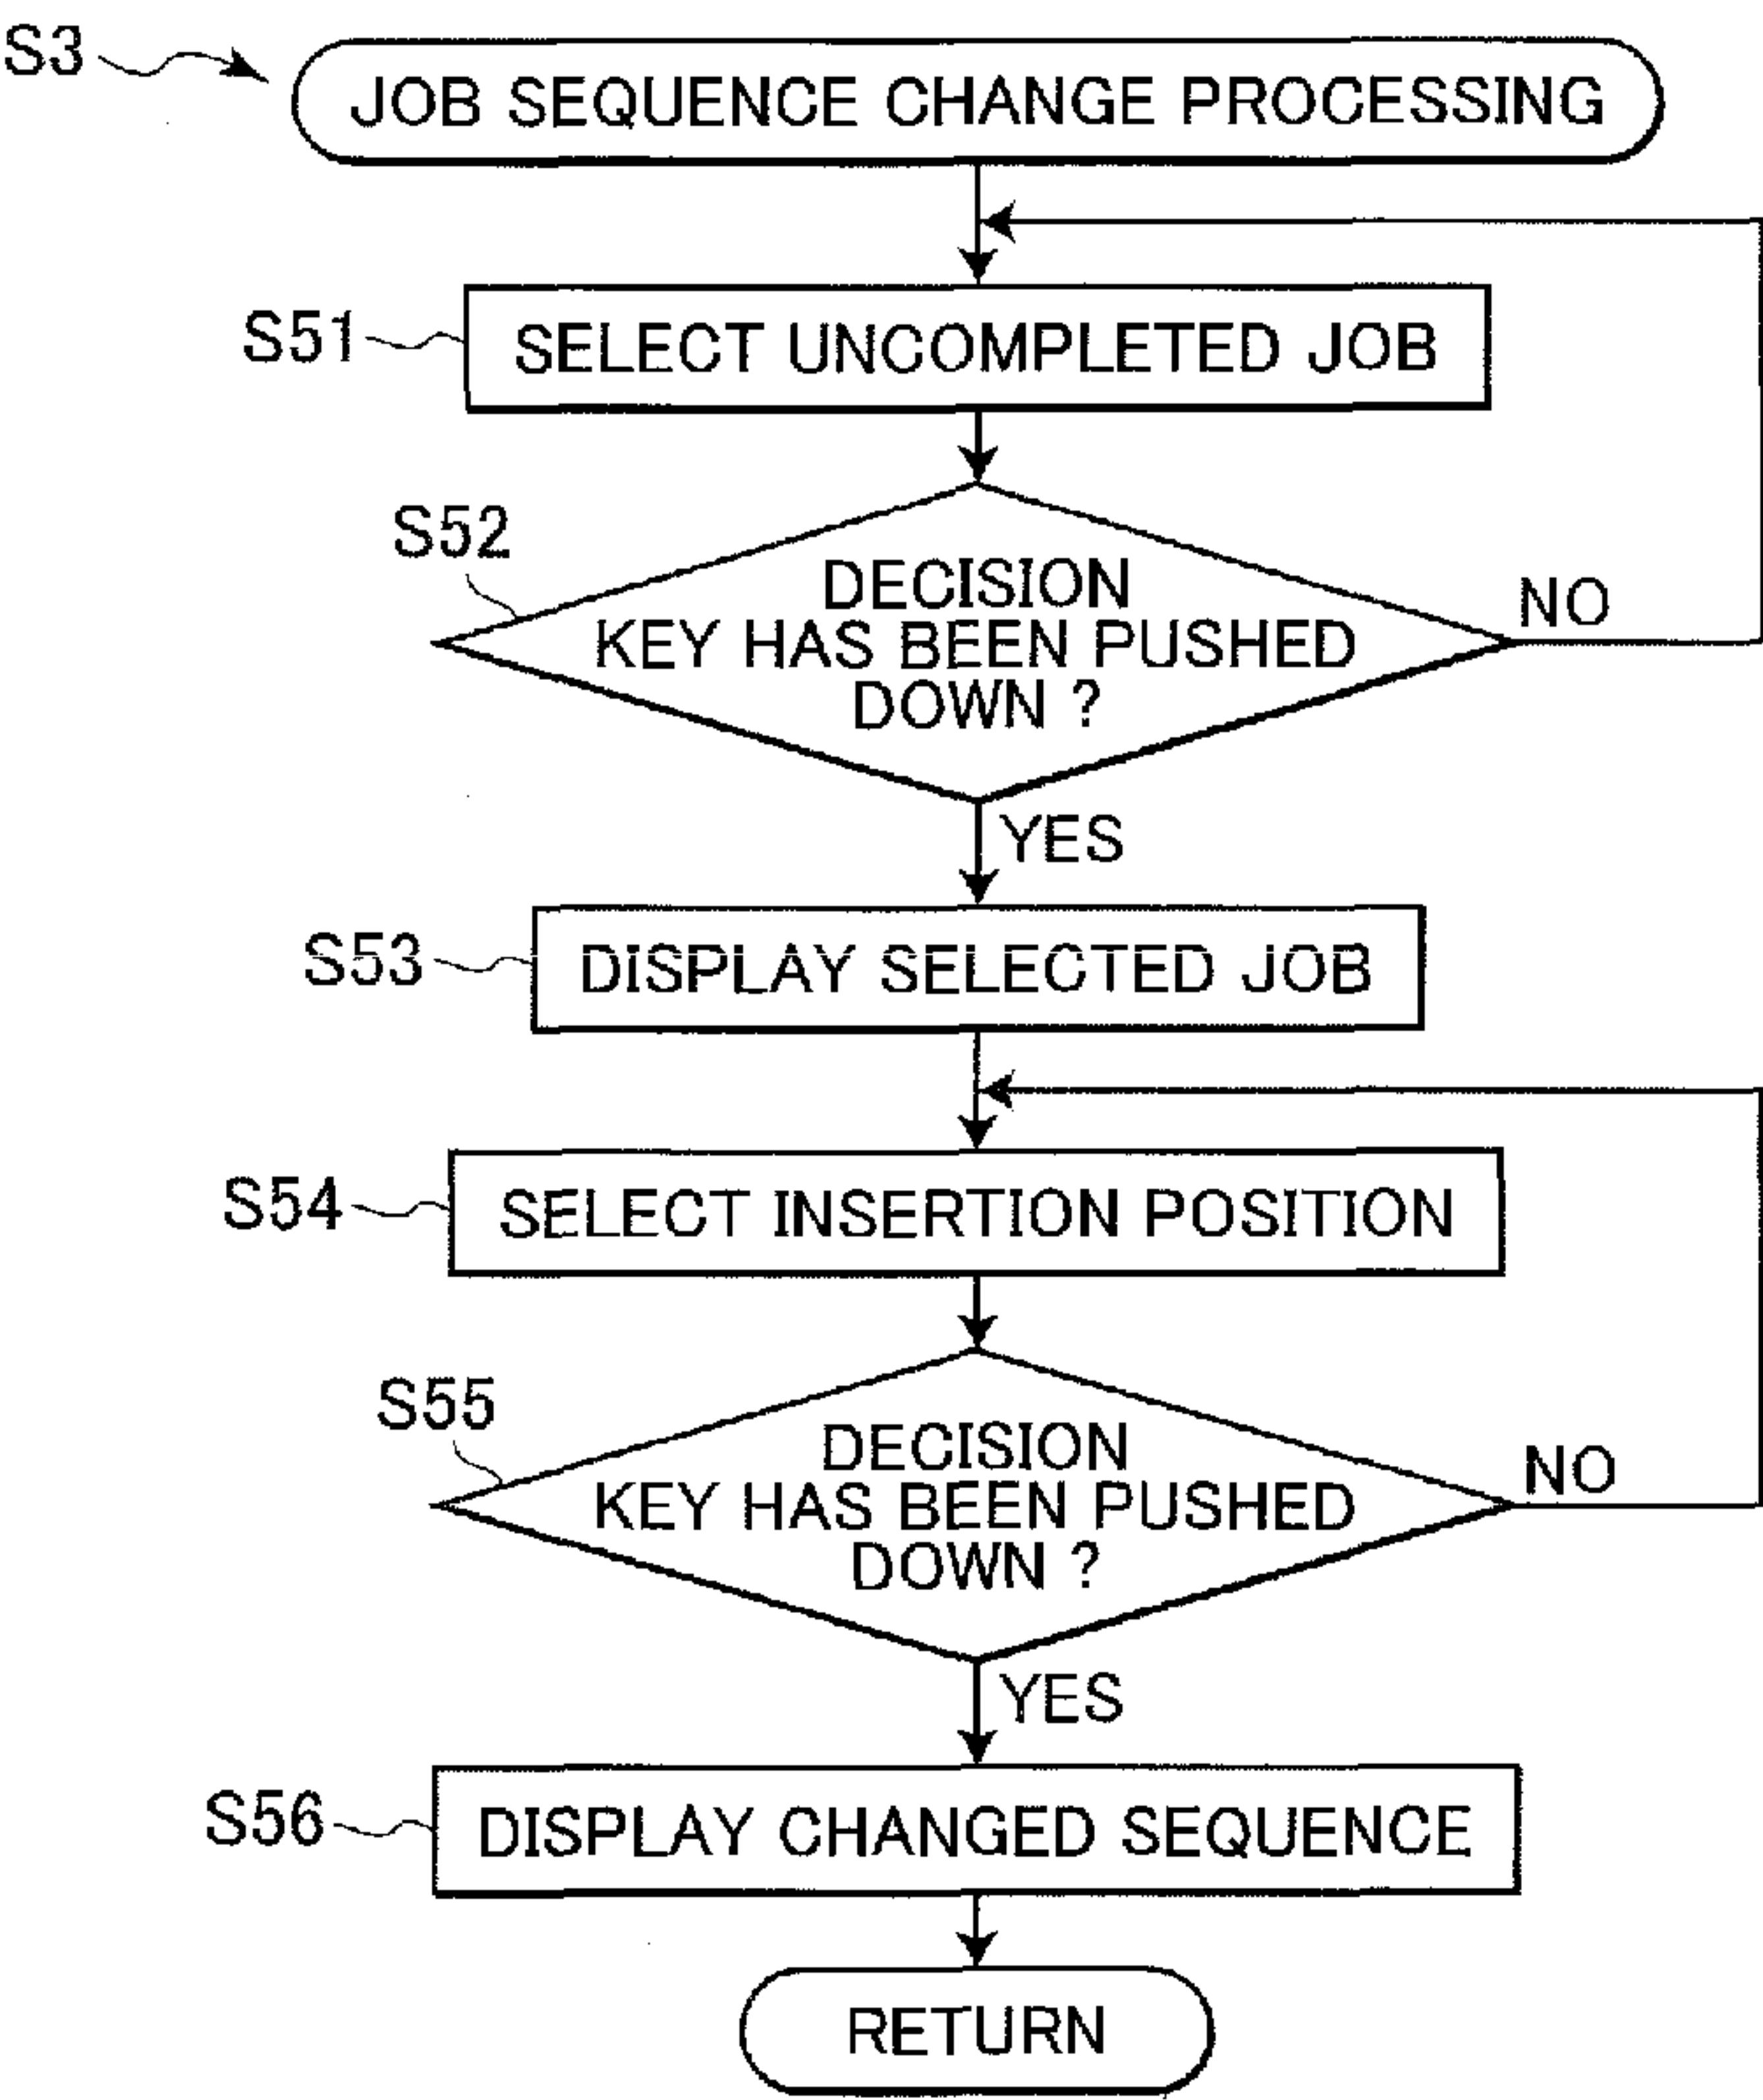 S3
JOB SEQUENCE CHANGE PROCESSING
S51
SELECT UNCOMPLETED JOB
S52
DECISION
KEY HAS BEEN PUSHED
DOWN ?
NO
YES
S53
DISPLAY SELECTED JOB
S54
SELECT INSERTION POSITION
S55
DECISION
KEY HAS BEEN PUSHED
DOWN ?
NO
YES
S56
DISPLAY CHANGED SEQUENCE
RETURN